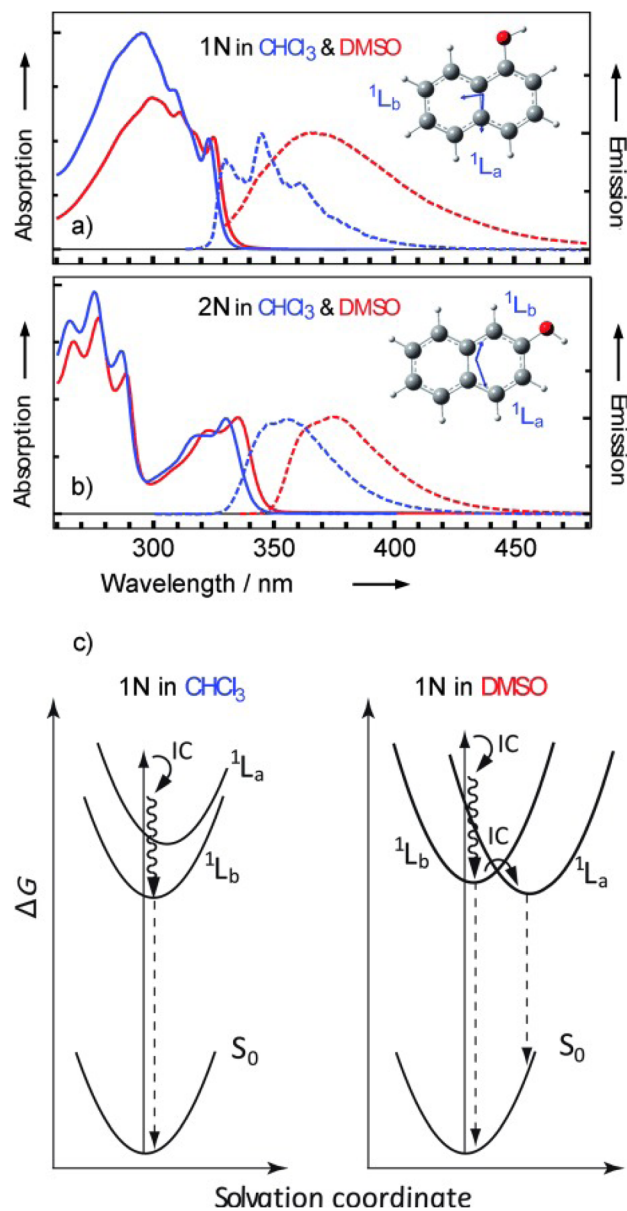 1N in CHCl3 & DMSO
1Lb
1La
Absorption
Emission
a)
2N in CHCl3 & DMSO
1Lb
1La
Absorption
Emission
b)
300 350 400 450
Wavelength / nm
c)
1N in CHCl3
1N in DMSO
IC
1La
1Lb
S0
IC
IC
1Lb
1La
S0
ΔG
Solvation coordinate